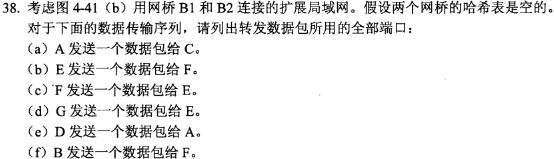 38. 考虑图 4-41（b）用网桥 B1 和 B2 连接的扩展局域网。假设两个网桥的哈希表是空的。
对于下面的数据传输序列，请列出转发数据包所用的全部端口：
（a）A 发送一个数据包给 C。
（b）E 发送一个数据包给 F。
（c）F 发送一个数据包给 E。
（d）G 发送一个数据包给 E。
（e）D 发送一个数据包给 A。
（f）B 发送一个数据包给 F。